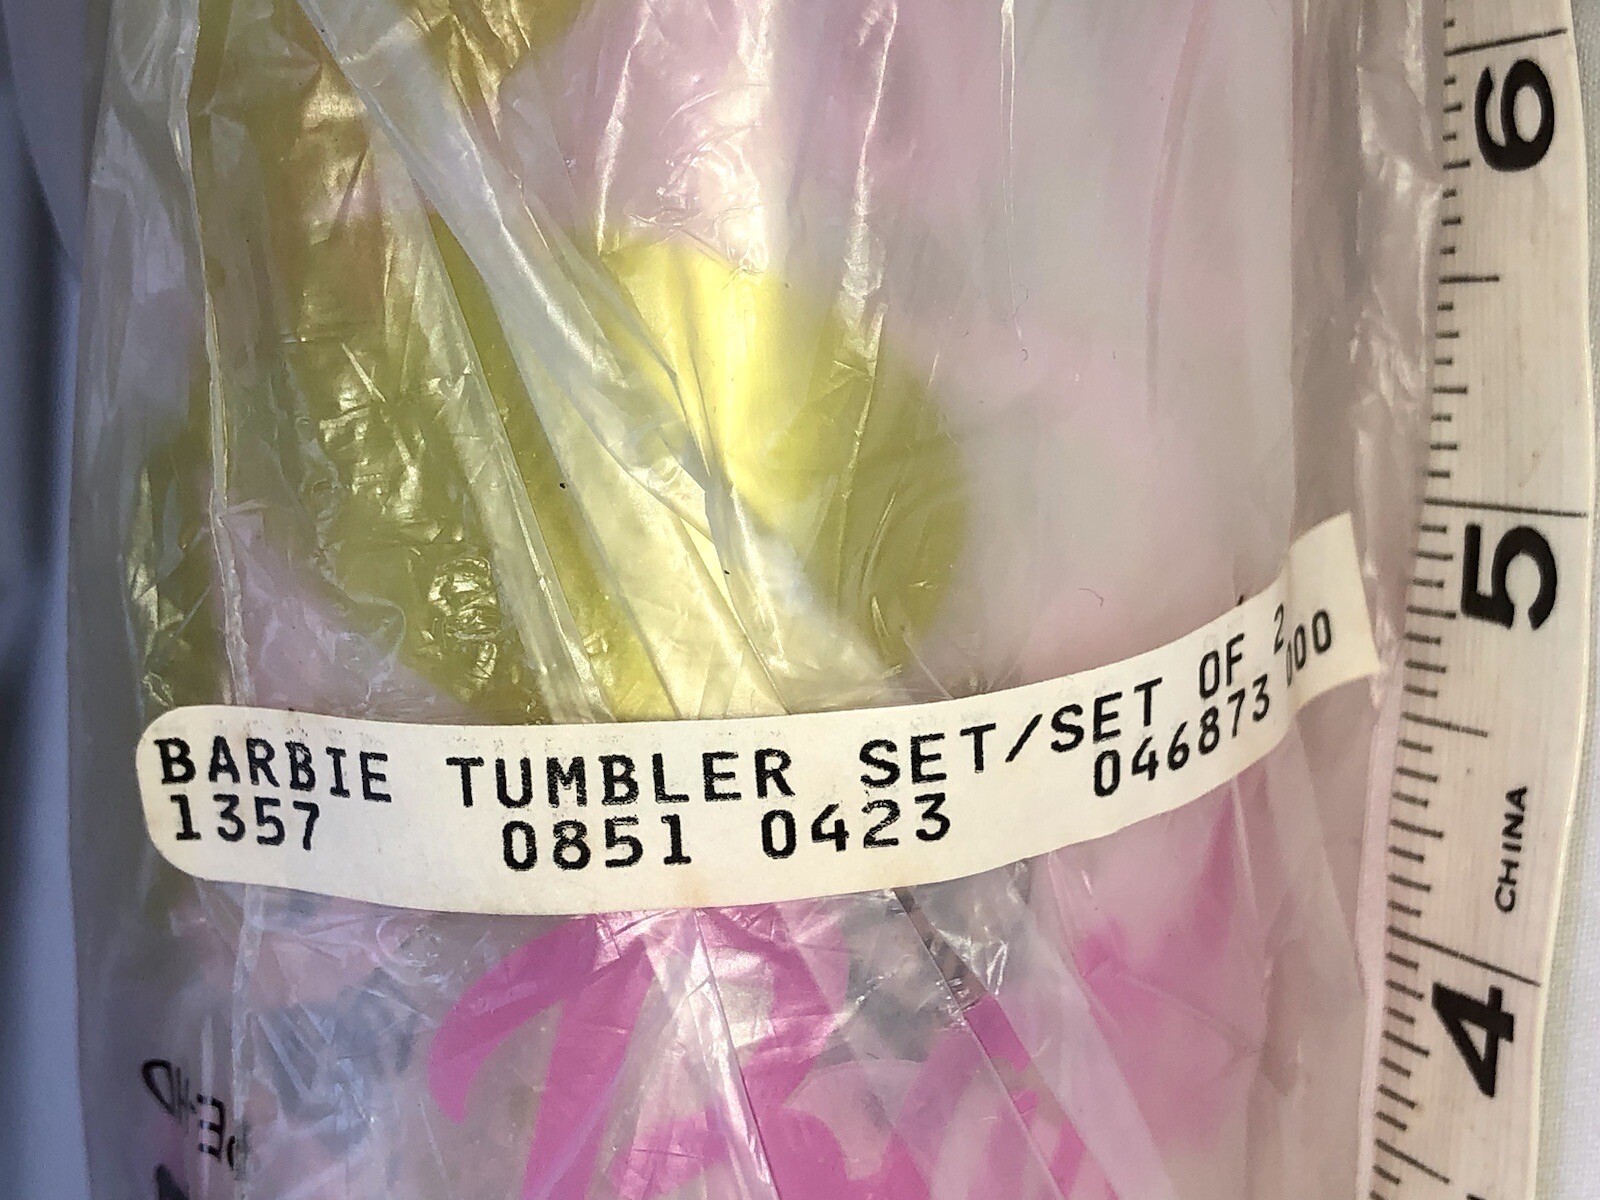 6
5
BARBIE TUMBLER SET/SET OF 2
1357 0851 0423 046873 000
CHINA
4